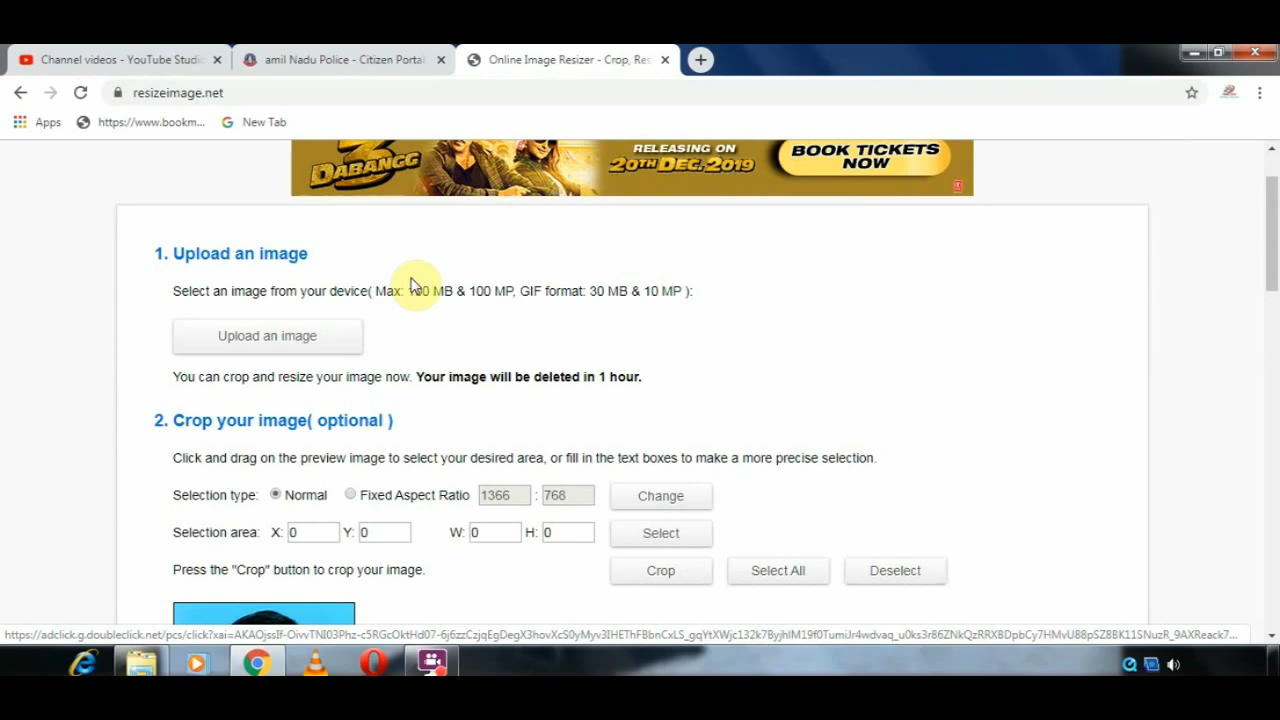 Channel videos - YouTube Studi
amil Nadu Police - Citizen Portal
Online Image Resizer - Crop, Res
resizeimage.net
Apps
https://www.bookm...
New Tab
3
DABANGG
RELEASING ON
20TH DEC, 2019
BOOK TICKETS
NOW
1. Upload an image
Select an image from your device( Max: 100 MB & 100 MP, GIF format: 30 MB & 10 MP ):
Upload an image
You can crop and resize your image now. Your image will be deleted in 1 hour.
2. Crop your image( optional )
Click and drag on the preview image to select your desired area, or fill in the text boxes to make a more precise selection.
Selection type: Normal Fixed Aspect Ratio 1366 : 768 Change
Selection area: X: 0 Y: 0 W: 0 H: 0 Select
Press the "Crop" button to crop your image. Crop Select All Deselect